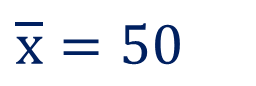 x̅ = 50